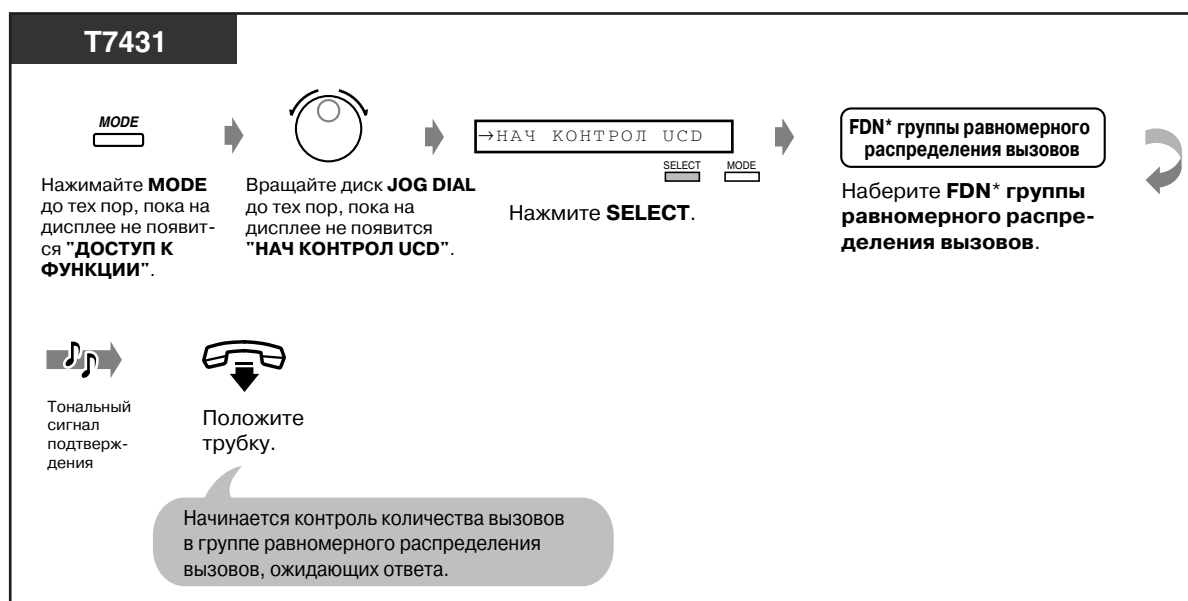 T7431
MODE
Нажимайте MODE
до тех пор, пока на
дисплее не появит-
ся "ДОСТУП К
ФУНКЦИИ".
Вращайте диск JOG DIAL
до тех пор, пока на
дисплее не появится
"НАЧ КОНТРОЛ UCD".
→НАЧ КОНТРОЛ UCD
SELECT MODE
Нажмите SELECT.
FDN* группы равномерного
распределения вызовов
Наберите FDN* группы
равномерного распре-
деления вызовов.
Тональный
сигнал
подтверж-
дения
Положите
трубку.
Начинается контроль количества вызовов
в группе равномерного распределения
вызовов, ожидающих ответа.